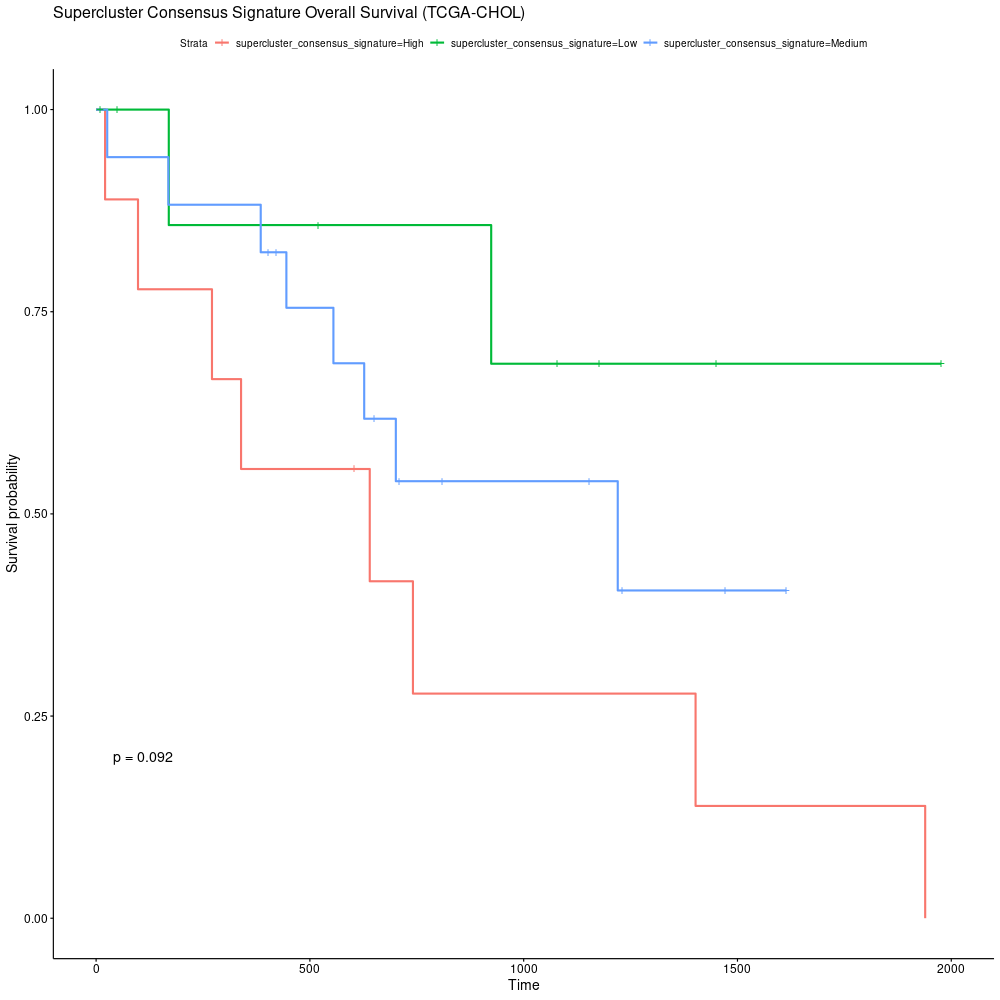 Supercluster Consensus Signature Overall Survival (TCGA-CHOL)
Strata supercluster_consensus_signature=High supercluster_consensus_signature=Low supercluster_consensus_signature=Medium
1.00
0.75
0.50
0.25
0.00
Survival probability
p = 0.092
0 500 1000 1500 2000
Time